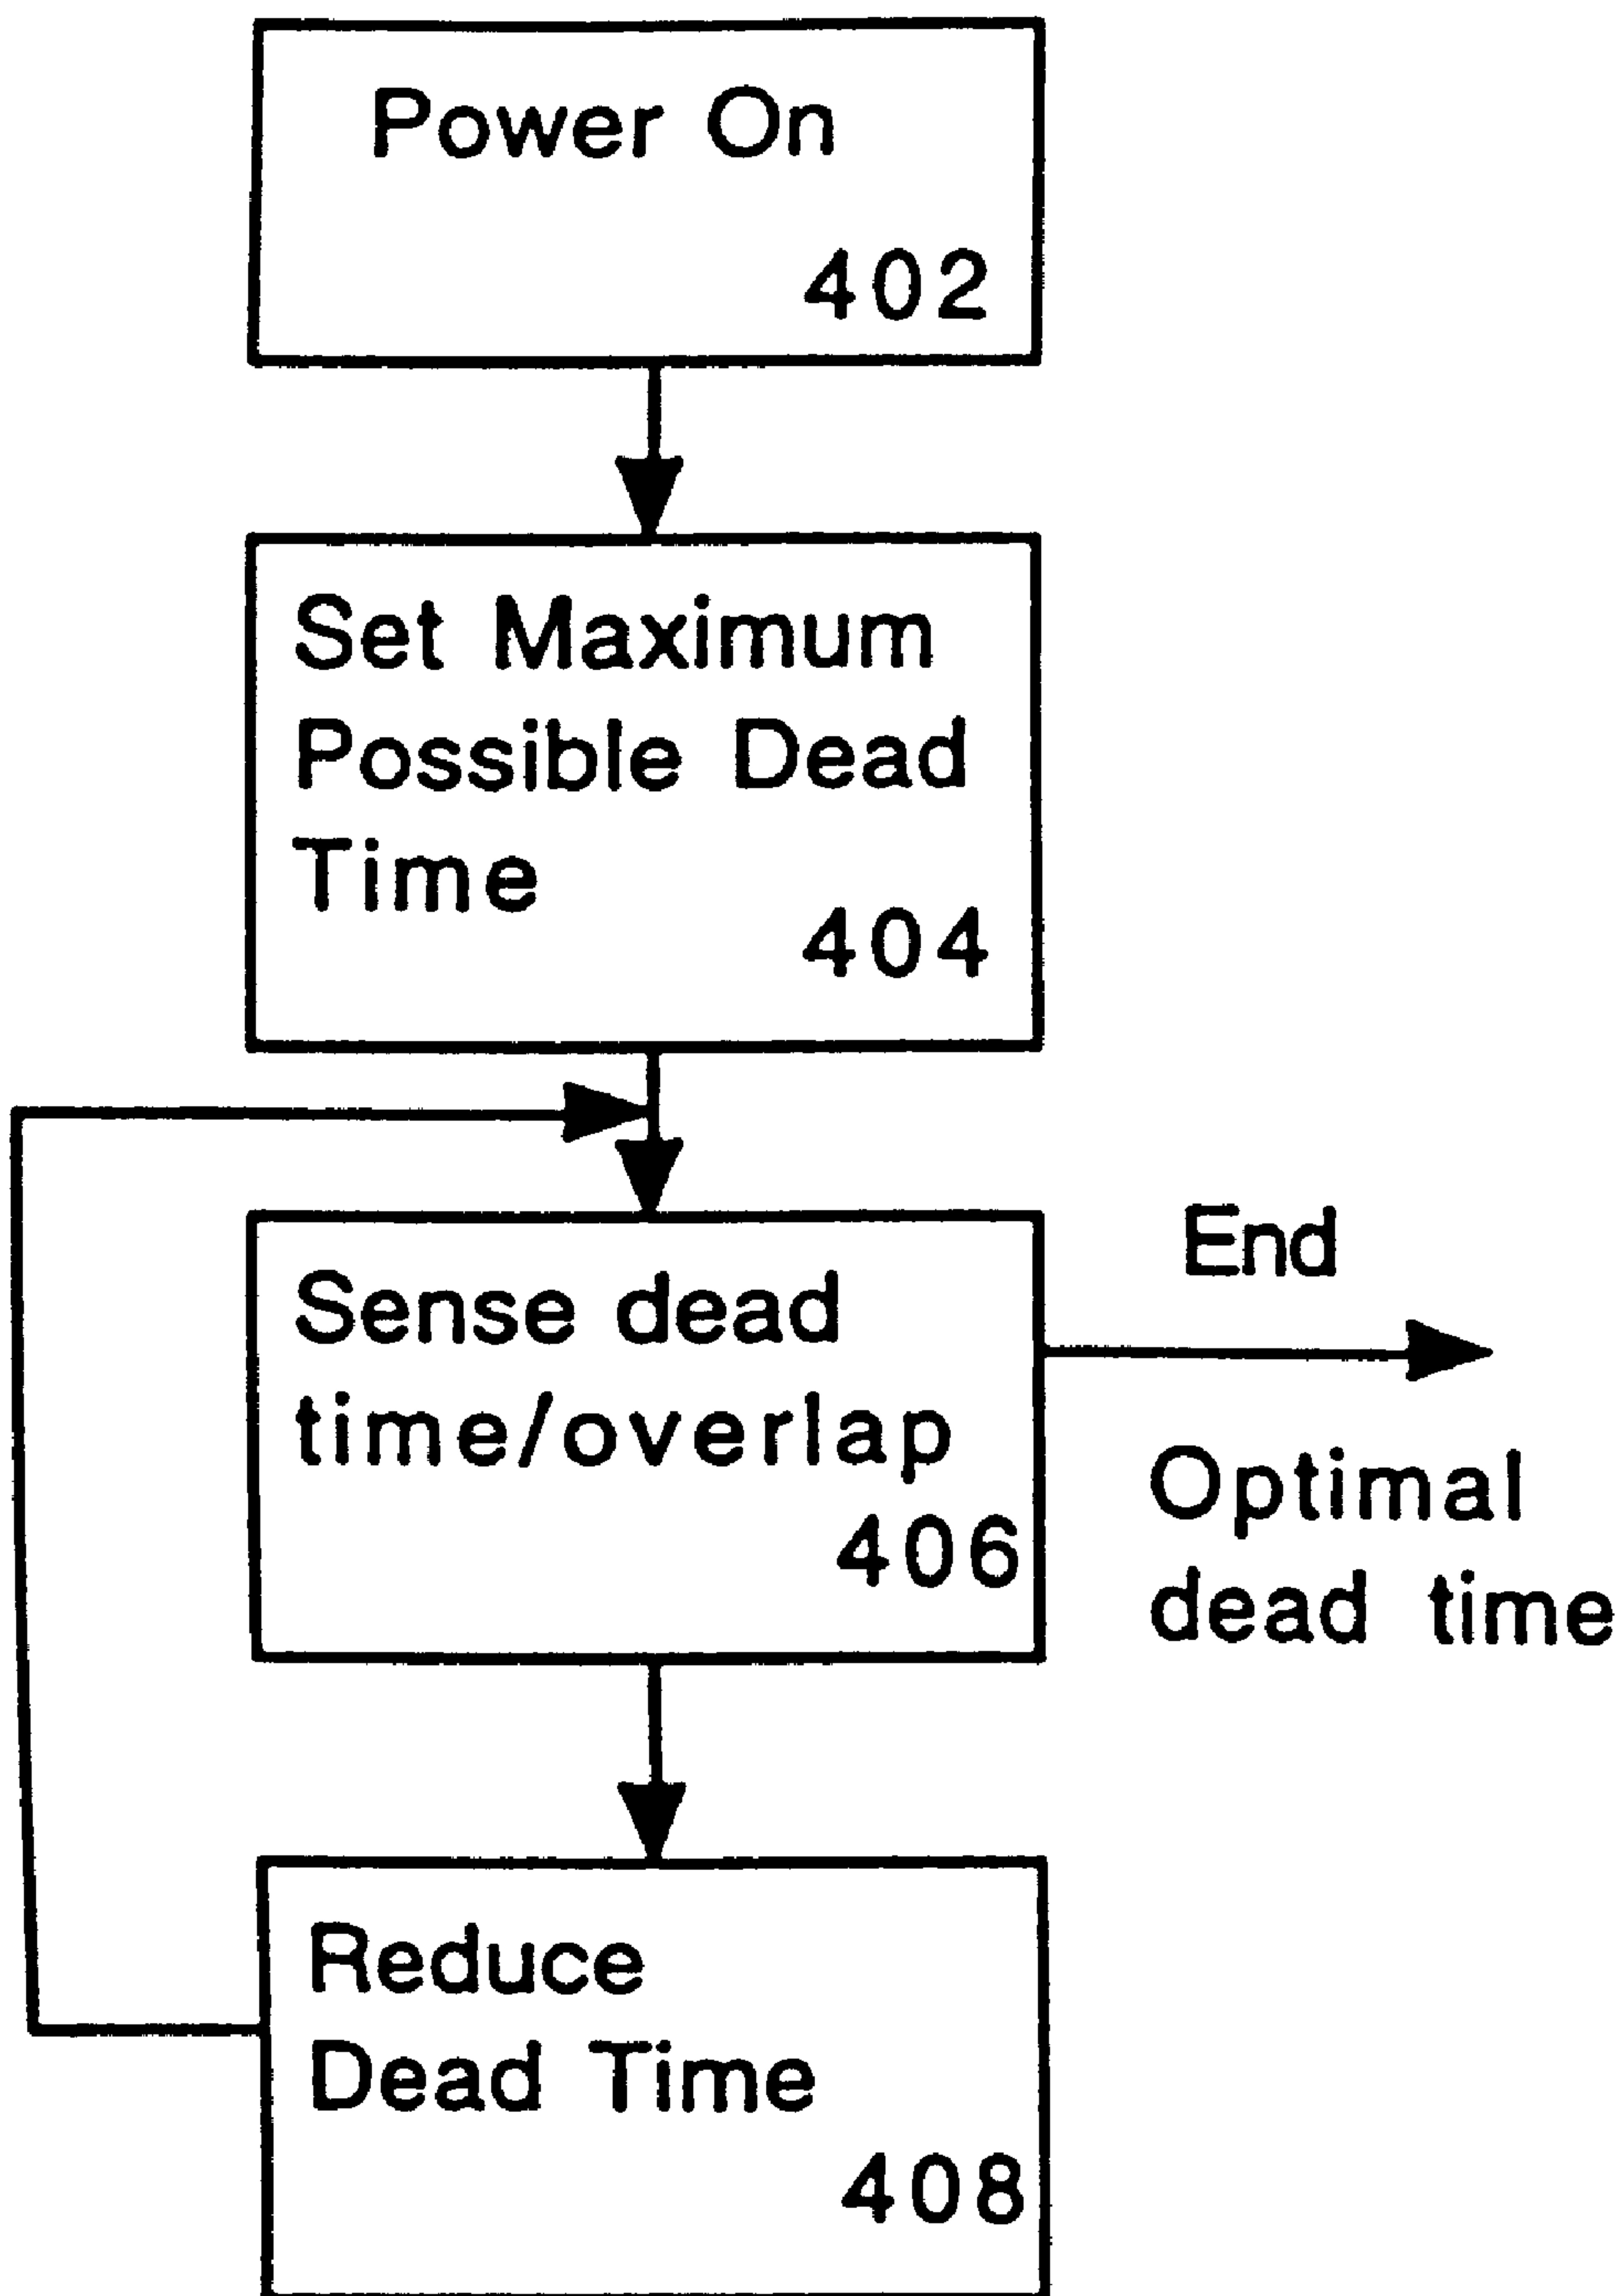 Power On
402
Set Maximum
Possible Dead
Time
404
Sense dead
time/overlap
406
End
Optimal
dead time
Reduce
Dead Time
408